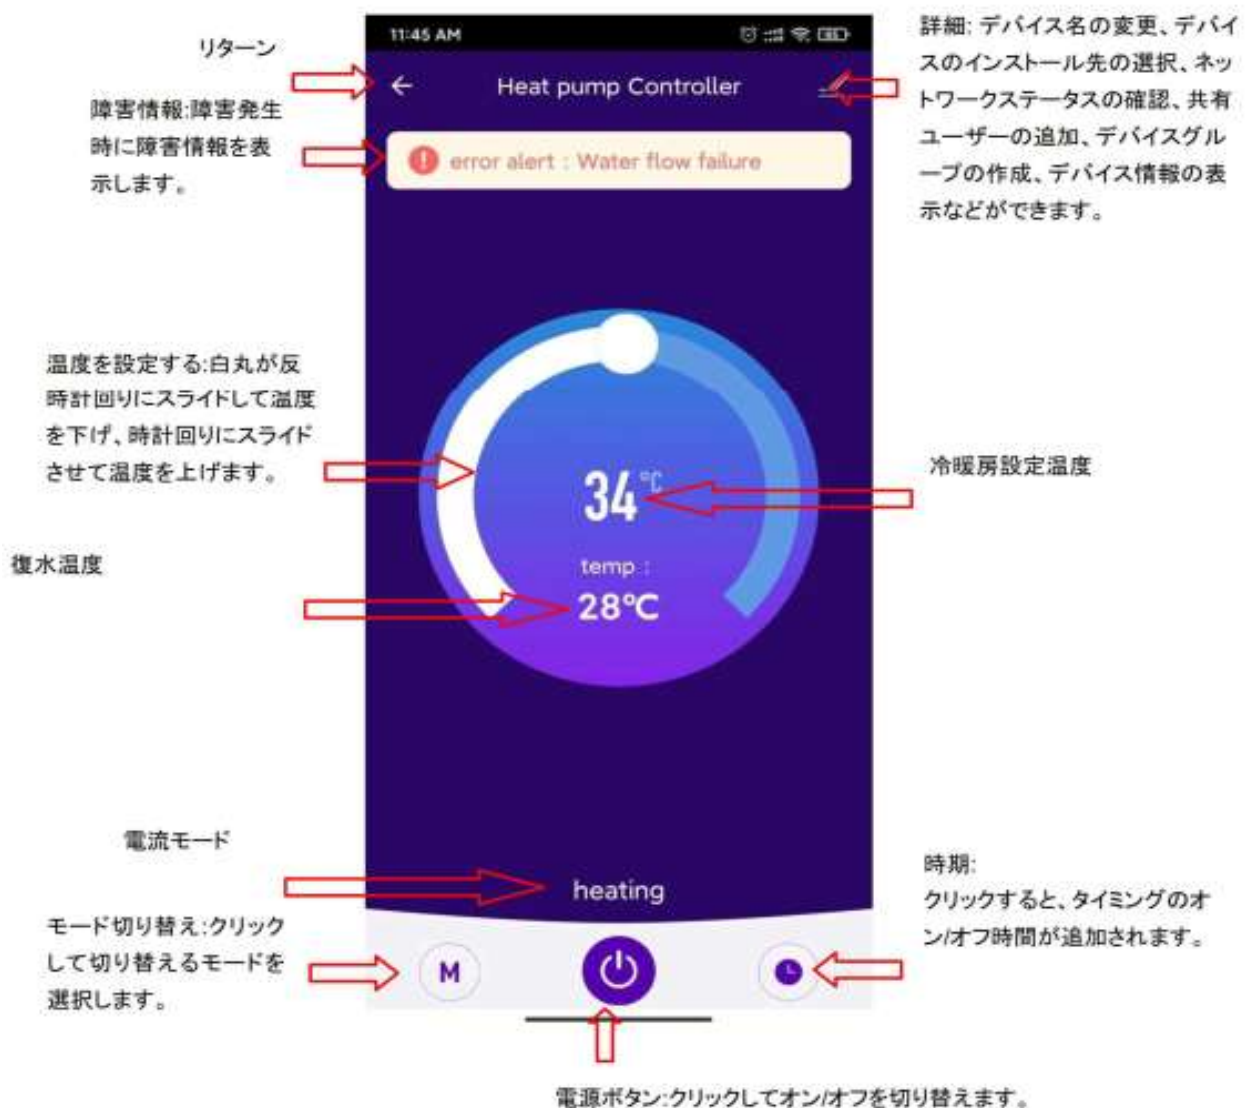 リターン
障害情報:障害発生
時に障害情報を表
示します。
11:45 AM
Heat pump Controller
error alert : Water flow failure
詳細: デバイス名の変更、デバイ
スのインストール先の選択、ネッ
トワークステータスの確認、共有
ユーザーの追加、デバイスグル
ープの作成、デバイス情報の表
示などができます。
温度を設定する:白丸が反
時計回りにスライドして温度
を下げ、時計回りにスライド
させて温度を上げます。
34°C
冷暖房設定温度
復水温度
temp :
28℃
電流モード
heating
モード切り替え:クリック
して切り替えるモードを
選択します。
M
時期:
クリックすると、タイミングのオ
ン/オフ時間が追加されます。
電源ボタン:クリックしてオン/オフを切り替えます。